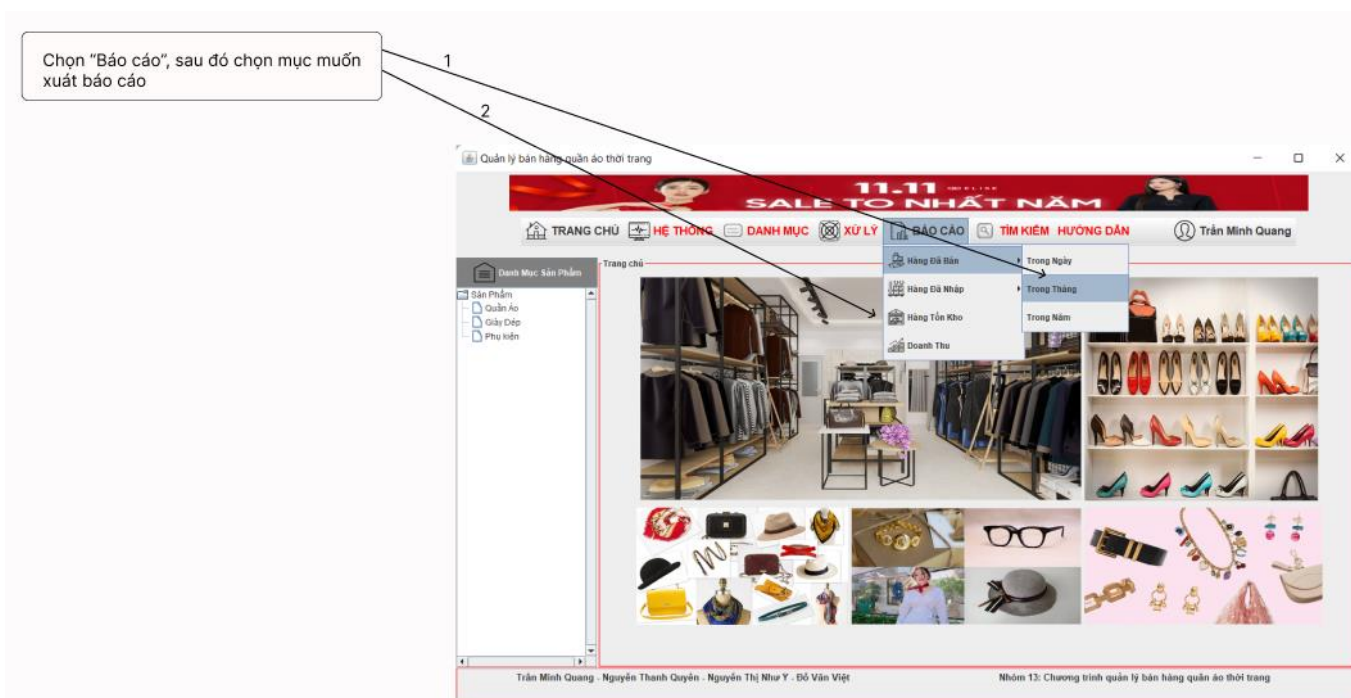 Chọn “Báo cáo”, sau đó chọn mục muốn
xuát báo cáo
1
2
Quản lý bán hàng quần áo thời trang
11.11
SALE TO NHẤT NĂM
TRANG CHỦ HỆ THỐNG DANH MỤC XỬ LÝ BÁO CÁO TÌM KIẾM HƯỚNG DẪN Trần Minh Quang
Danh Mục Sản Phẩm
Sản Phẩm
Quần Áo
Giày Dép
Phụ kiện
Trang chủ
Hàng Đã Bán
Hàng Đã Nhập
Hàng Tồn Kho
Doanh Thu
Trong Ngày
Trong Tháng
Trong Năm
Trần Minh Quang - Nguyễn Thanh Quyên - Nguyễn Thị Như Ý - Đỗ Văn Việt
Nhóm 13: Chương trình quản lý bán hàng quần áo thời trang